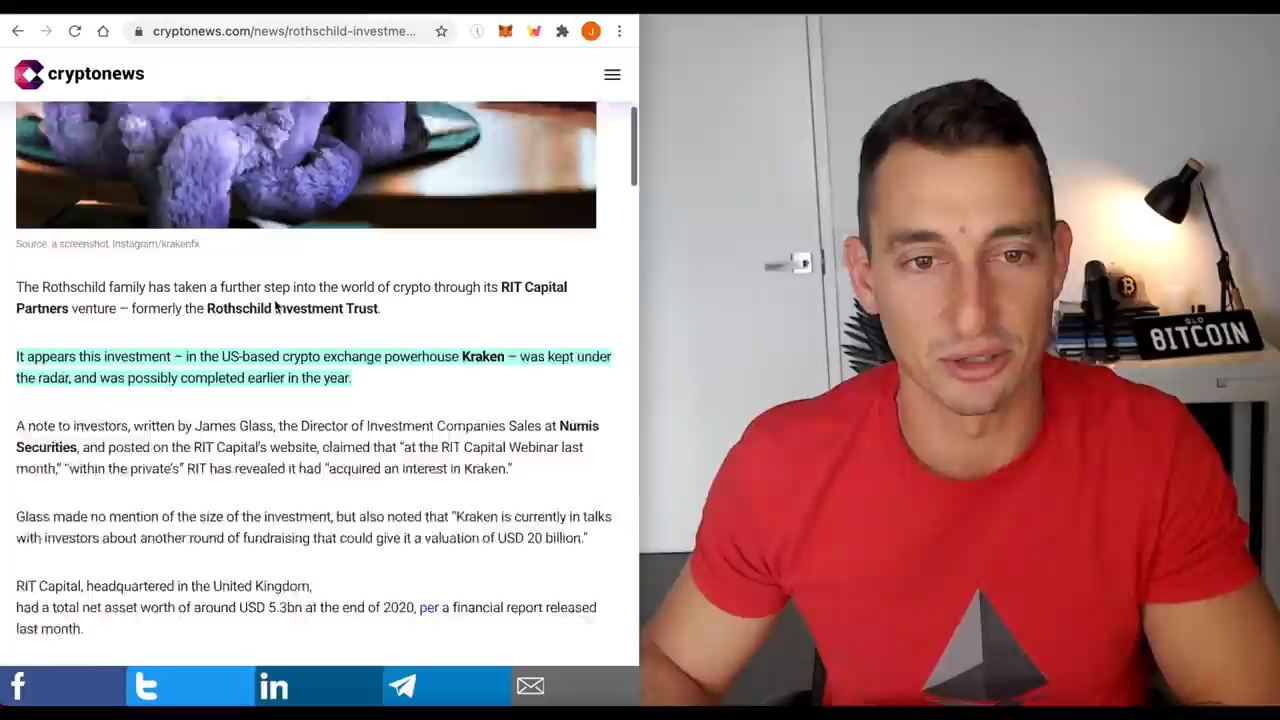 cryptonews.com/news/rothschild-investme...
J
cryptonews
Source: a screenshot, Instagram/krakenfx
The Rothschild family has taken a further step into the world of crypto through its RIT Capital
Partners venture – formerly the Rothschild Investment Trust.
It appears this investment – in the US-based crypto exchange powerhouse Kraken – was kept under
the radar, and was possibly completed earlier in the year.
A note to investors, written by James Glass, the Director of Investment Companies Sales at Numis
Securities, and posted on the RIT Capital's website, claimed that “at the RIT Capital Webinar last
month,” “within the private's” RIT has revealed it had “acquired an interest in Kraken.”
Glass made no mention of the size of the investment, but also noted that “Kraken is currently in talks
with investors about another round of fundraising that could give it a valuation of USD 20 billion.”
RIT Capital, headquartered in the United Kingdom,
had a total net asset worth of around USD 5.3bn at the end of 2020, per a financial report released
last month.
BITCOIN